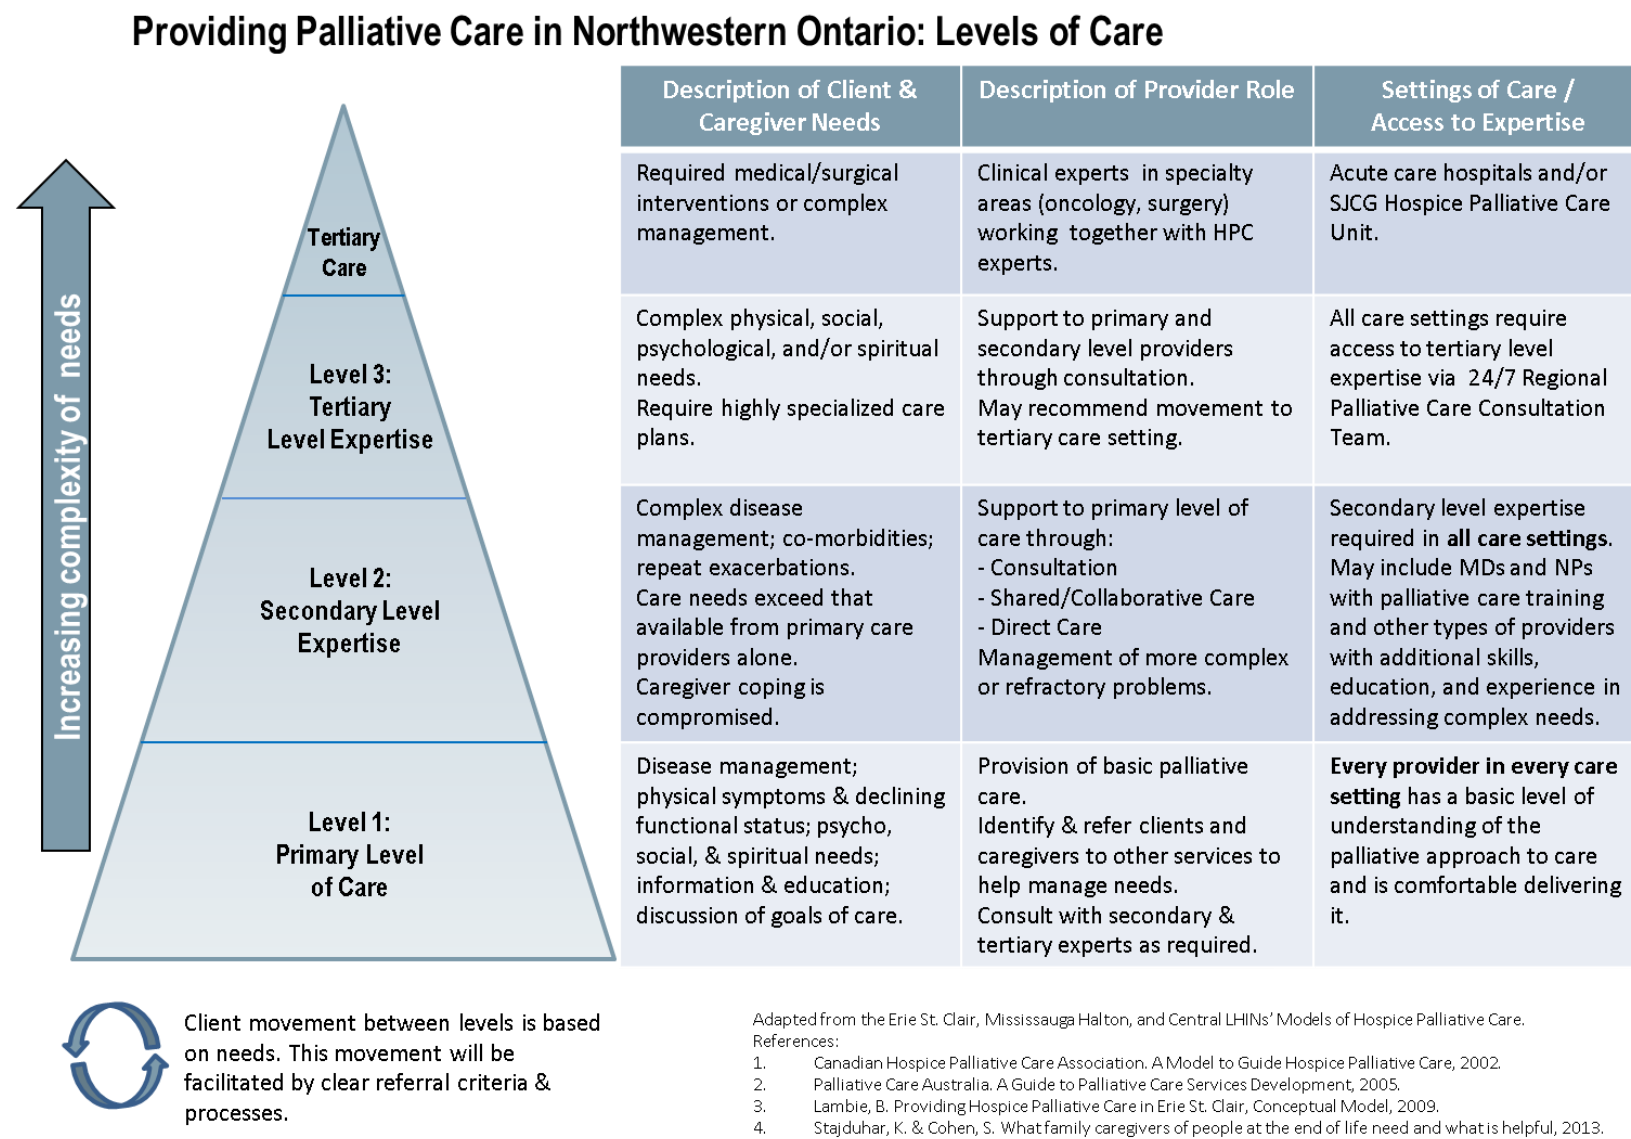 Providing Palliative Care in Northwestern Ontario: Levels of Care
Increasing complexity of needs
Tertiary
Care
Level 3:
Tertiary
Level Expertise
Level 2:
Secondary Level
Expertise
Level 1:
Primary Level
of Care
Description of Client &
Caregiver Needs
Description of Provider Role
Settings of Care /
Access to Expertise
Required medical/surgical
interventions or complex
management.
Clinical experts in specialty
areas (oncology, surgery)
working together with HPC
experts.
Acute care hospitals and/or
SJCG Hospice Palliative Care
Unit.
Complex physical, social,
psychological, and/or spiritual
needs.
Require highly specialized care
plans.
Support to primary and
secondary level providers
through consultation.
May recommend movement to
tertiary care setting.
All care settings require
access to tertiary level
expertise via 24/7 Regional
Palliative Care Consultation
Team.
Complex disease
management; co-morbidities;
repeat exacerbations.
Care needs exceed that
available from primary care
providers alone.
Caregiver coping is
compromised.
Support to primary level of
care through:
- Consultation
- Shared/Collaborative Care
- Direct Care
Management of more complex
or refractory problems.
Secondary level expertise
required in all care settings.
May include MDs and NPs
with palliative care training
and other types of providers
with additional skills,
education, and experience in
addressing complex needs.
Disease management;
physical symptoms & declining
functional status; psycho,
social, & spiritual needs;
information & education;
discussion of goals of care.
Provision of basic palliative
care.
Identify & refer clients and
caregivers to other services to
help manage needs.
Consult with secondary &
tertiary experts as required.
Every provider in every care
setting has a basic level of
understanding of the
palliative approach to care
and is comfortable delivering
it.
Client movement between levels is based
on needs. This movement will be
facilitated by clear referral criteria &
processes.
Adapted from the Erie St. Clair, Mississauga Halton, and Central LHINs' Models of Hospice Palliative Care.
References:
1. Canadian Hospice Palliative Care Association. A Model to Guide Hospice Palliative Care, 2002.
2. Palliative Care Australia. A Guide to Palliative Care Services Development, 2005.
3. Lambie, B. Providing Hospice Palliative Care in Erie St. Clair, Conceptual Model, 2009.
4. Stajduhar, K. & Cohen, S. What family caregivers of people at the end of life need and what is helpful, 2013.